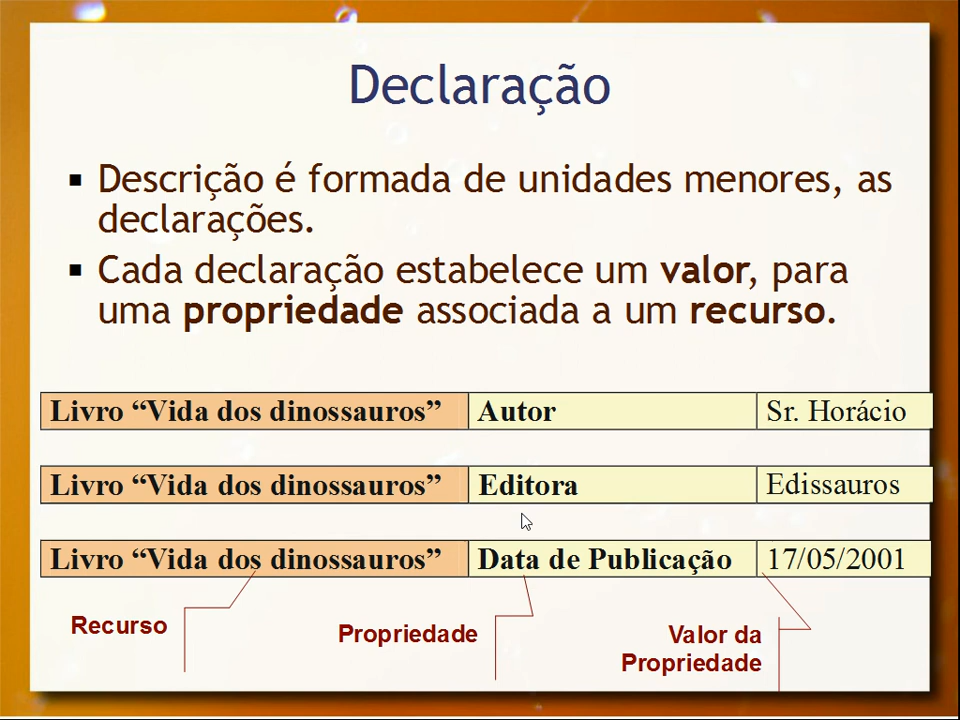 Declaração
▪ Descrição é formada de unidades menores, as
declarações.
▪ Cada declaração estabelece um valor, para
uma propriedade associada a um recurso.
Livro “Vida dos dinossauros” Autor Sr. Horácio
Livro “Vida dos dinossauros” Editora Edissauros
Livro “Vida dos dinossauros” Data de Publicação 17/05/2001
Recurso
Propriedade
Valor da
Propriedade